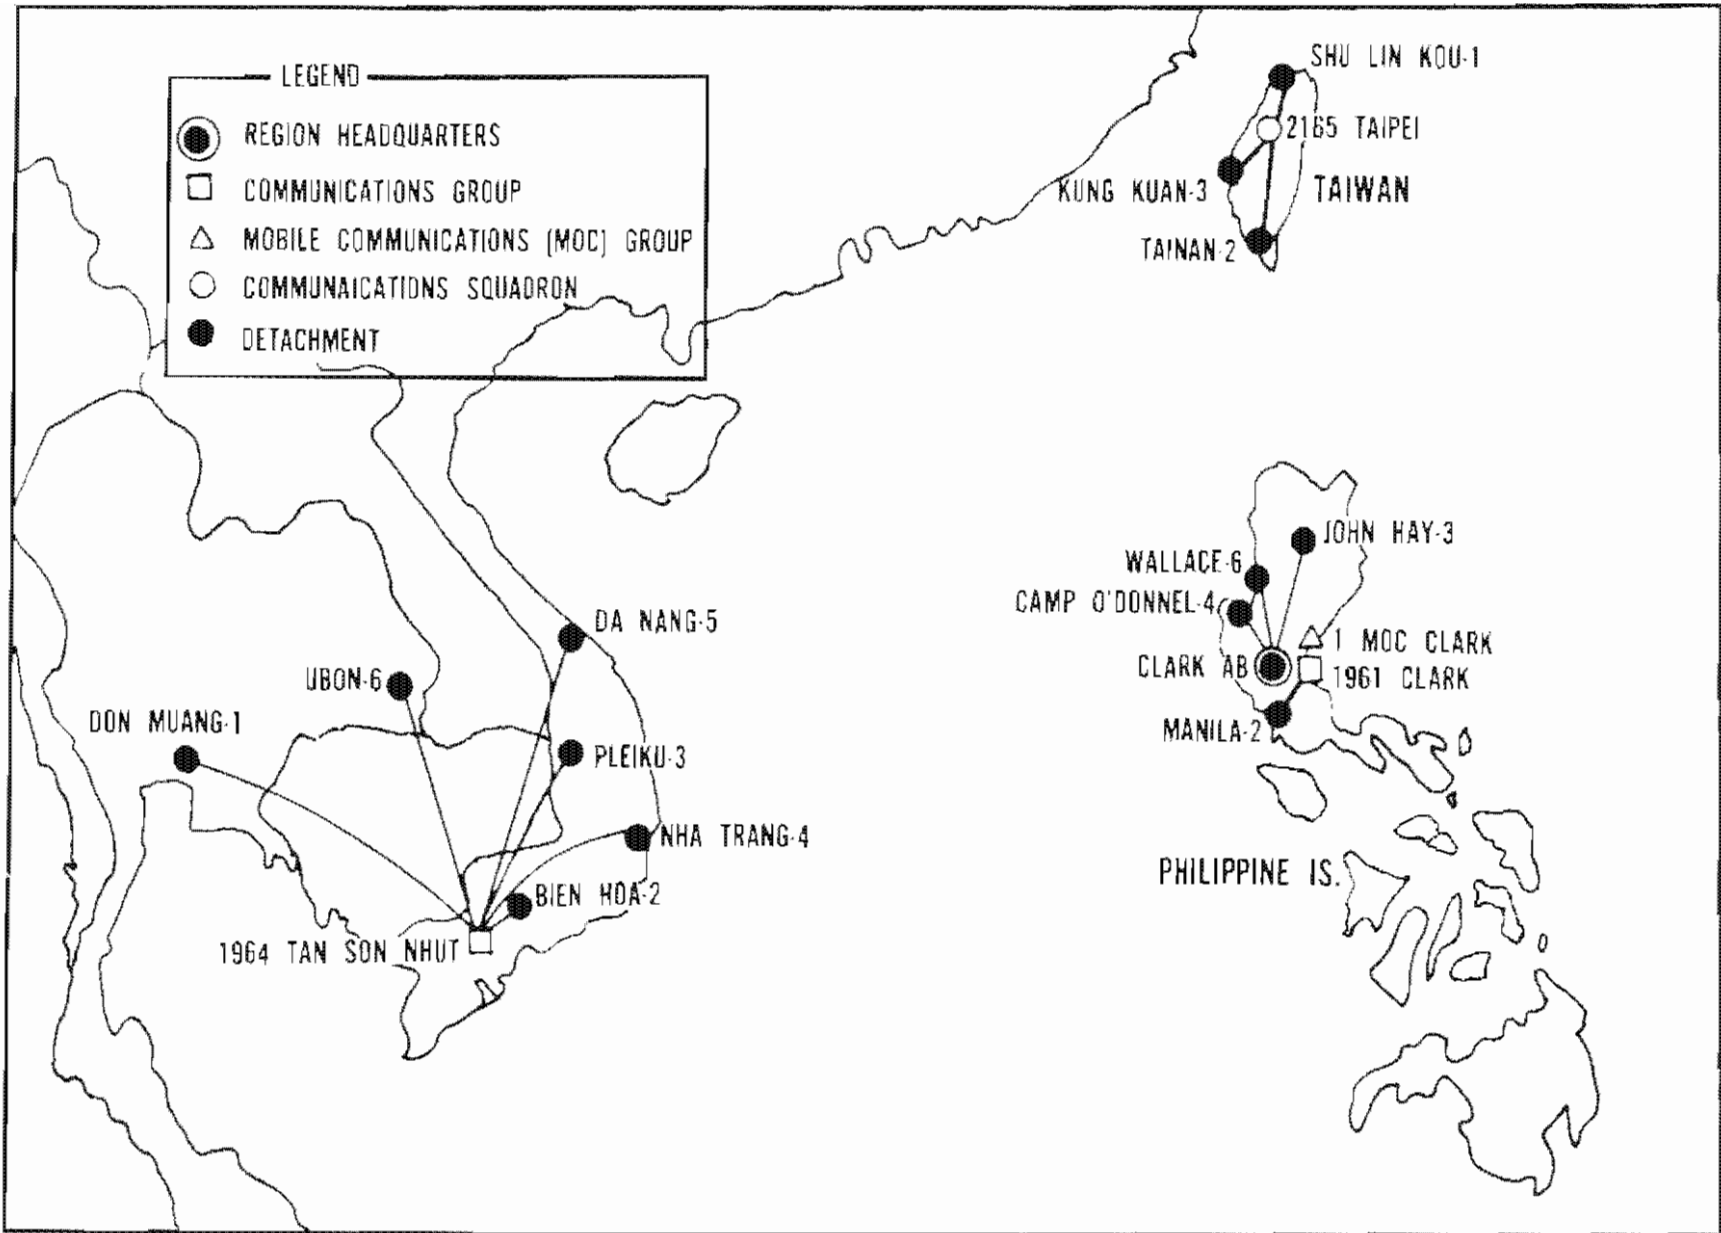 LEGEND
REGION HEADQUARTERS
COMMUNICATIONS GROUP
MOBILE COMMUNICATIONS (MOC) GROUP
COMMUNAICATIONS SQUADRON
DETACHMENT
SHU LIN KOU-1
2165 TAIPEI
KUNG KUAN-3
TAIWAN
TAINAN-2
JOHN HAY-3
WALLACE-6
CAMP O'DONNEL-4
1 MOC CLARK
CLARK AB
1961 CLARK
MANILA-2
DA NANG-5
UBON-6
DON MUANG-1
PLEIKU-3
NHA TRANG-4
PHILIPPINE IS.
BIEN HOA-2
1964 TAN SON NHUT